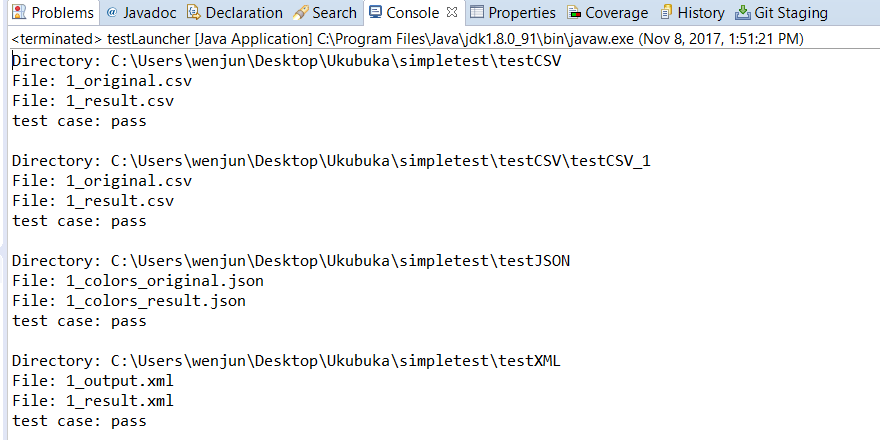 Problems @ Javadoc Declaration Search Console Properties Coverage History Git Staging
<terminated> testLauncher [Java Application] C:\Program Files\Java\jdk1.8.0_91\bin\javaw.exe (Nov 8, 2017, 1:51:21 PM)
Directory: C:\Users\wenjun\Desktop\Ukubuka\simpletest\testCSV
File: 1_original.csv
File: 1_result.csv
test case: pass
Directory: C:\Users\wenjun\Desktop\Ukubuka\simpletest\testCSV\testCSV_1
File: 1_original.csv
File: 1_result.csv
test case: pass
Directory: C:\Users\wenjun\Desktop\Ukubuka\simpletest\testJSON
File: 1_colors_original.json
File: 1_colors_result.json
test case: pass
Directory: C:\Users\wenjun\Desktop\Ukubuka\simpletest\testXML
File: 1_output.xml
File: 1_result.xml
test case: pass